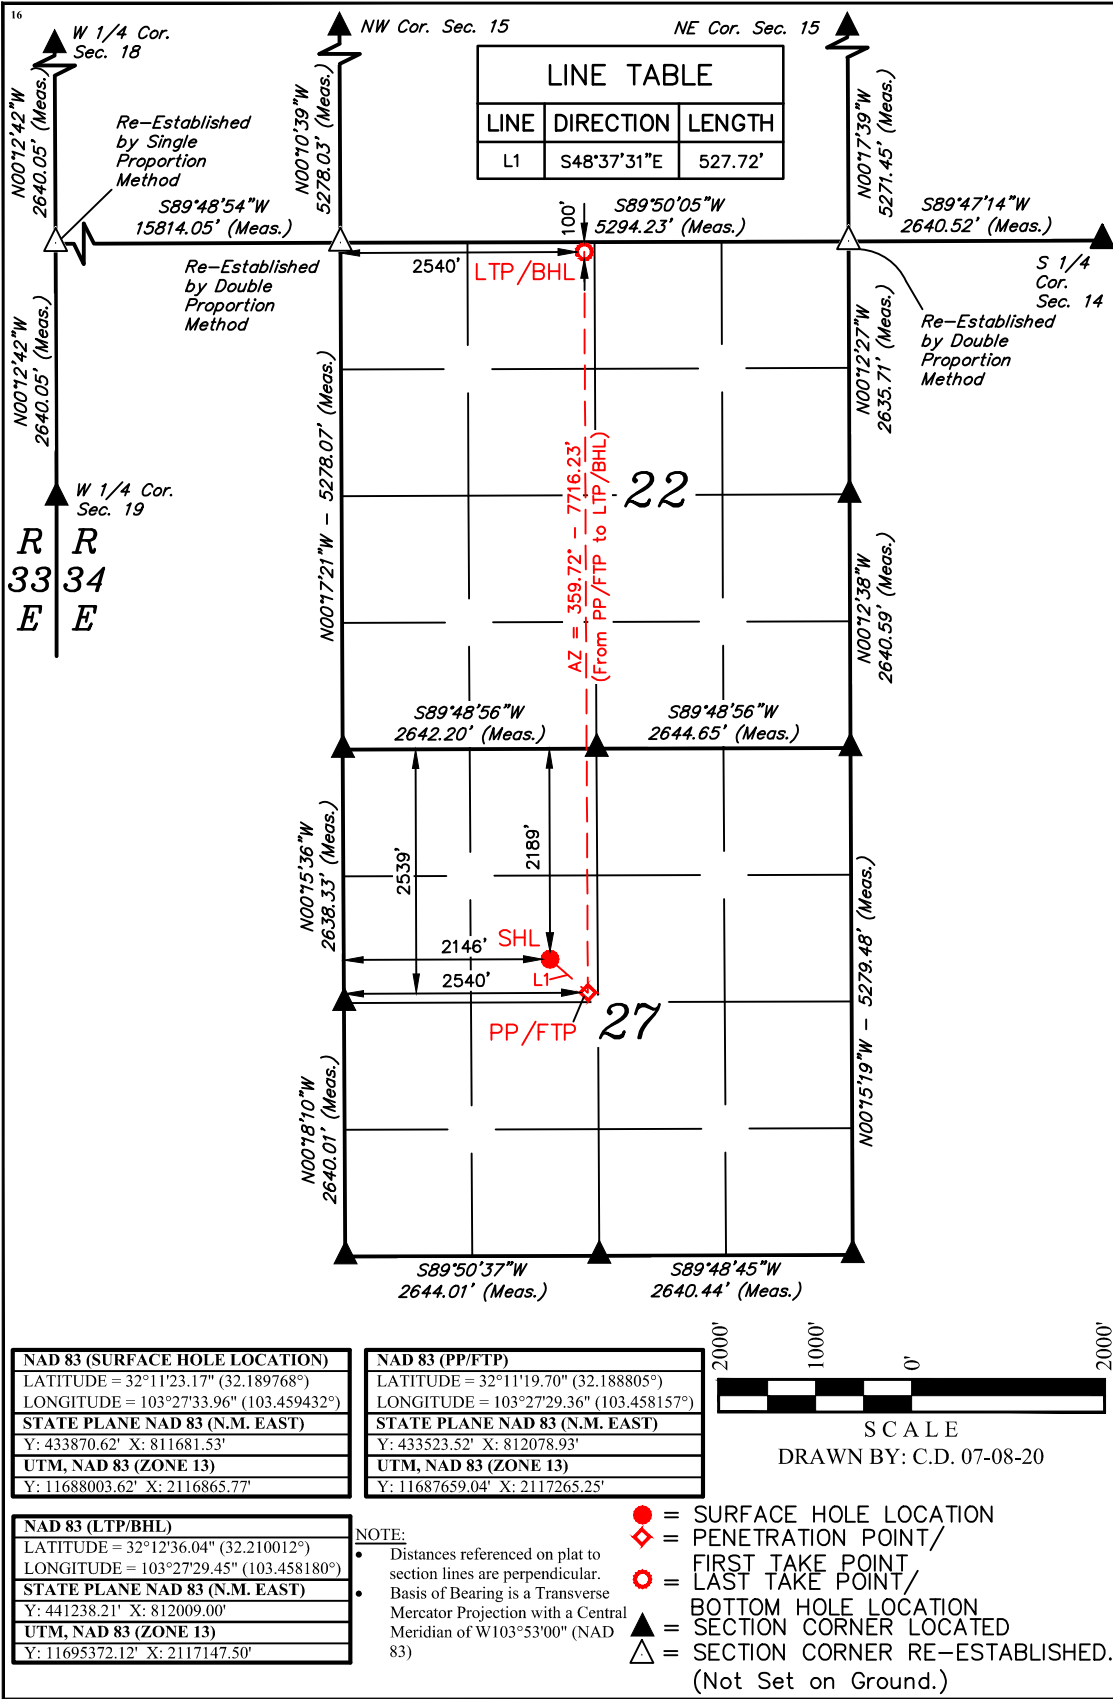 16
W 1/4 Cor.
Sec. 18
NW Cor. Sec. 15
NE Cor. Sec. 15
LINE TABLE
LINE DIRECTION LENGTH
L1 S48°37'31"E 527.72'
N00°12'42"W
2640.05' (Meas.)
Re-Established
by Single
Proportion
Method
N00°10'39"W
5278.03' (Meas.)
N00°17'39"W
5271.45' (Meas.)
S89°48'54"W
15814.05' (Meas.)
100'
S89°50'05"W
5294.23' (Meas.)
S89°47'14"W
2640.52' (Meas.)
Re-Established
by Double
Proportion
Method
2540'
LTP/BHL
S 1/4
Cor.
Sec. 14
Re-Established
by Double
Proportion
Method
N00°12'42"W
2640.05' (Meas.)
N00°12'27"W
2635.71' (Meas.)
N00°17'21"W - 5278.07' (Meas.)
AZ = 359.72° - 7716.23'
(From PP/FTP to LTP/BHL)
22
W 1/4 Cor.
Sec. 19
R R
33 34
E E
N00°12'38"W
2640.59' (Meas.)
S89°48'56"W
2642.20' (Meas.)
S89°48'56"W
2644.65' (Meas.)
N00°15'36"W
2638.33' (Meas.)
2539'
2189'
N00°15'19"W - 5279.48' (Meas.)
2146'
SHL
L1
2540'
PP/FTP
27
N00°18'10"W
2640.01' (Meas.)
S89°50'37"W
2644.01' (Meas.)
S89°48'45"W
2640.44' (Meas.)
NAD 83 (SURFACE HOLE LOCATION)
LATITUDE = 32°11'23.17" (32.189768°)
LONGITUDE = 103°27'33.96" (103.459432°)
STATE PLANE NAD 83 (N.M. EAST)
Y: 433870.62' X: 811681.53'
UTM, NAD 83 (ZONE 13)
Y: 11688003.62' X: 2116865.77'
NAD 83 (PP/FTP)
LATITUDE = 32°11'19.70" (32.188805°)
LONGITUDE = 103°27'29.36" (103.458157°)
STATE PLANE NAD 83 (N.M. EAST)
Y: 433523.52' X: 812078.93'
UTM, NAD 83 (ZONE 13)
Y: 11687659.04' X: 2117265.25'
2000' 1000' 0' 2000'
SCALE
DRAWN BY: C.D. 07-08-20
NAD 83 (LTP/BHL)
LATITUDE = 32°12'36.04" (32.210012°)
LONGITUDE = 103°27'29.45" (103.458180°)
STATE PLANE NAD 83 (N.M. EAST)
Y: 441238.21' X: 812009.00'
UTM, NAD 83 (ZONE 13)
Y: 11695372.12' X: 2117147.50'
NOTE:
• Distances referenced on plat to
section lines are perpendicular.
• Basis of Bearing is a Transverse
Mercator Projection with a Central
Meridian of W103°53'00" (NAD
83)
= SURFACE HOLE LOCATION
= PENETRATION POINT/
FIRST TAKE POINT
= LAST TAKE POINT/
BOTTOM HOLE LOCATION
= SECTION CORNER LOCATED
= SECTION CORNER RE-ESTABLISHED.
(Not Set on Ground.)